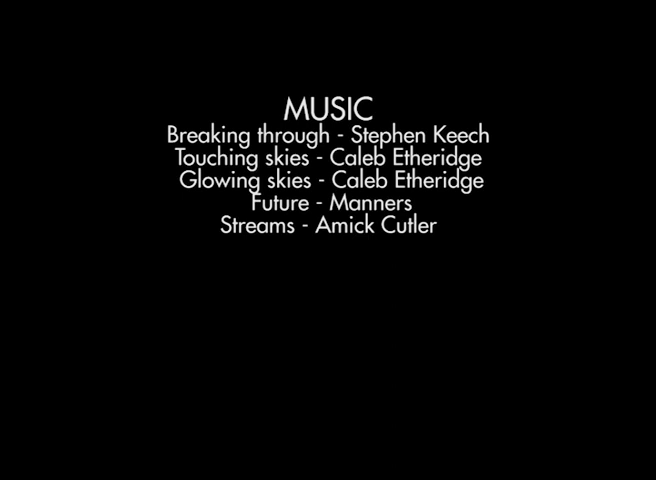 MUSIC
Breaking through - Stephen Keech
Touching skies - Caleb Etheridge
Glowing skies - Caleb Etheridge
Future - Manners
Streams - Amick Cutler